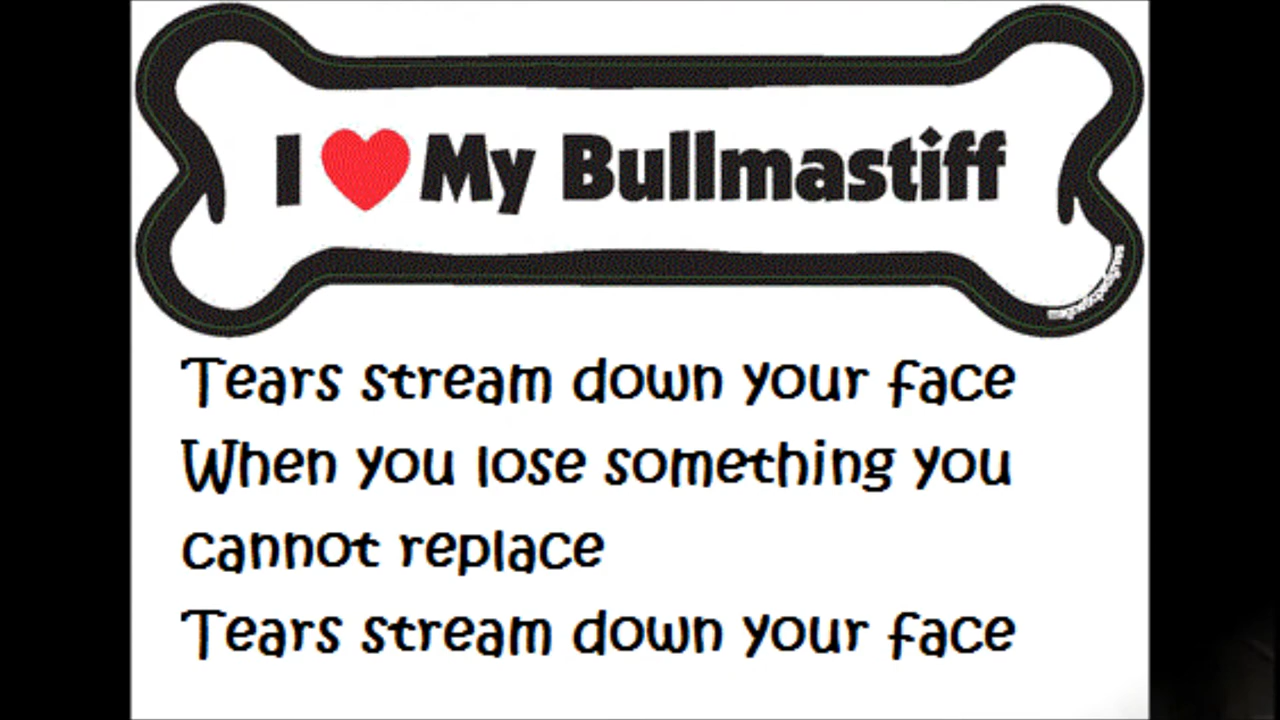 I ❤ My Bullmastiff
magneticpedigrees
Tears stream down your face
When you lose something you
cannot replace
Tears stream down your face